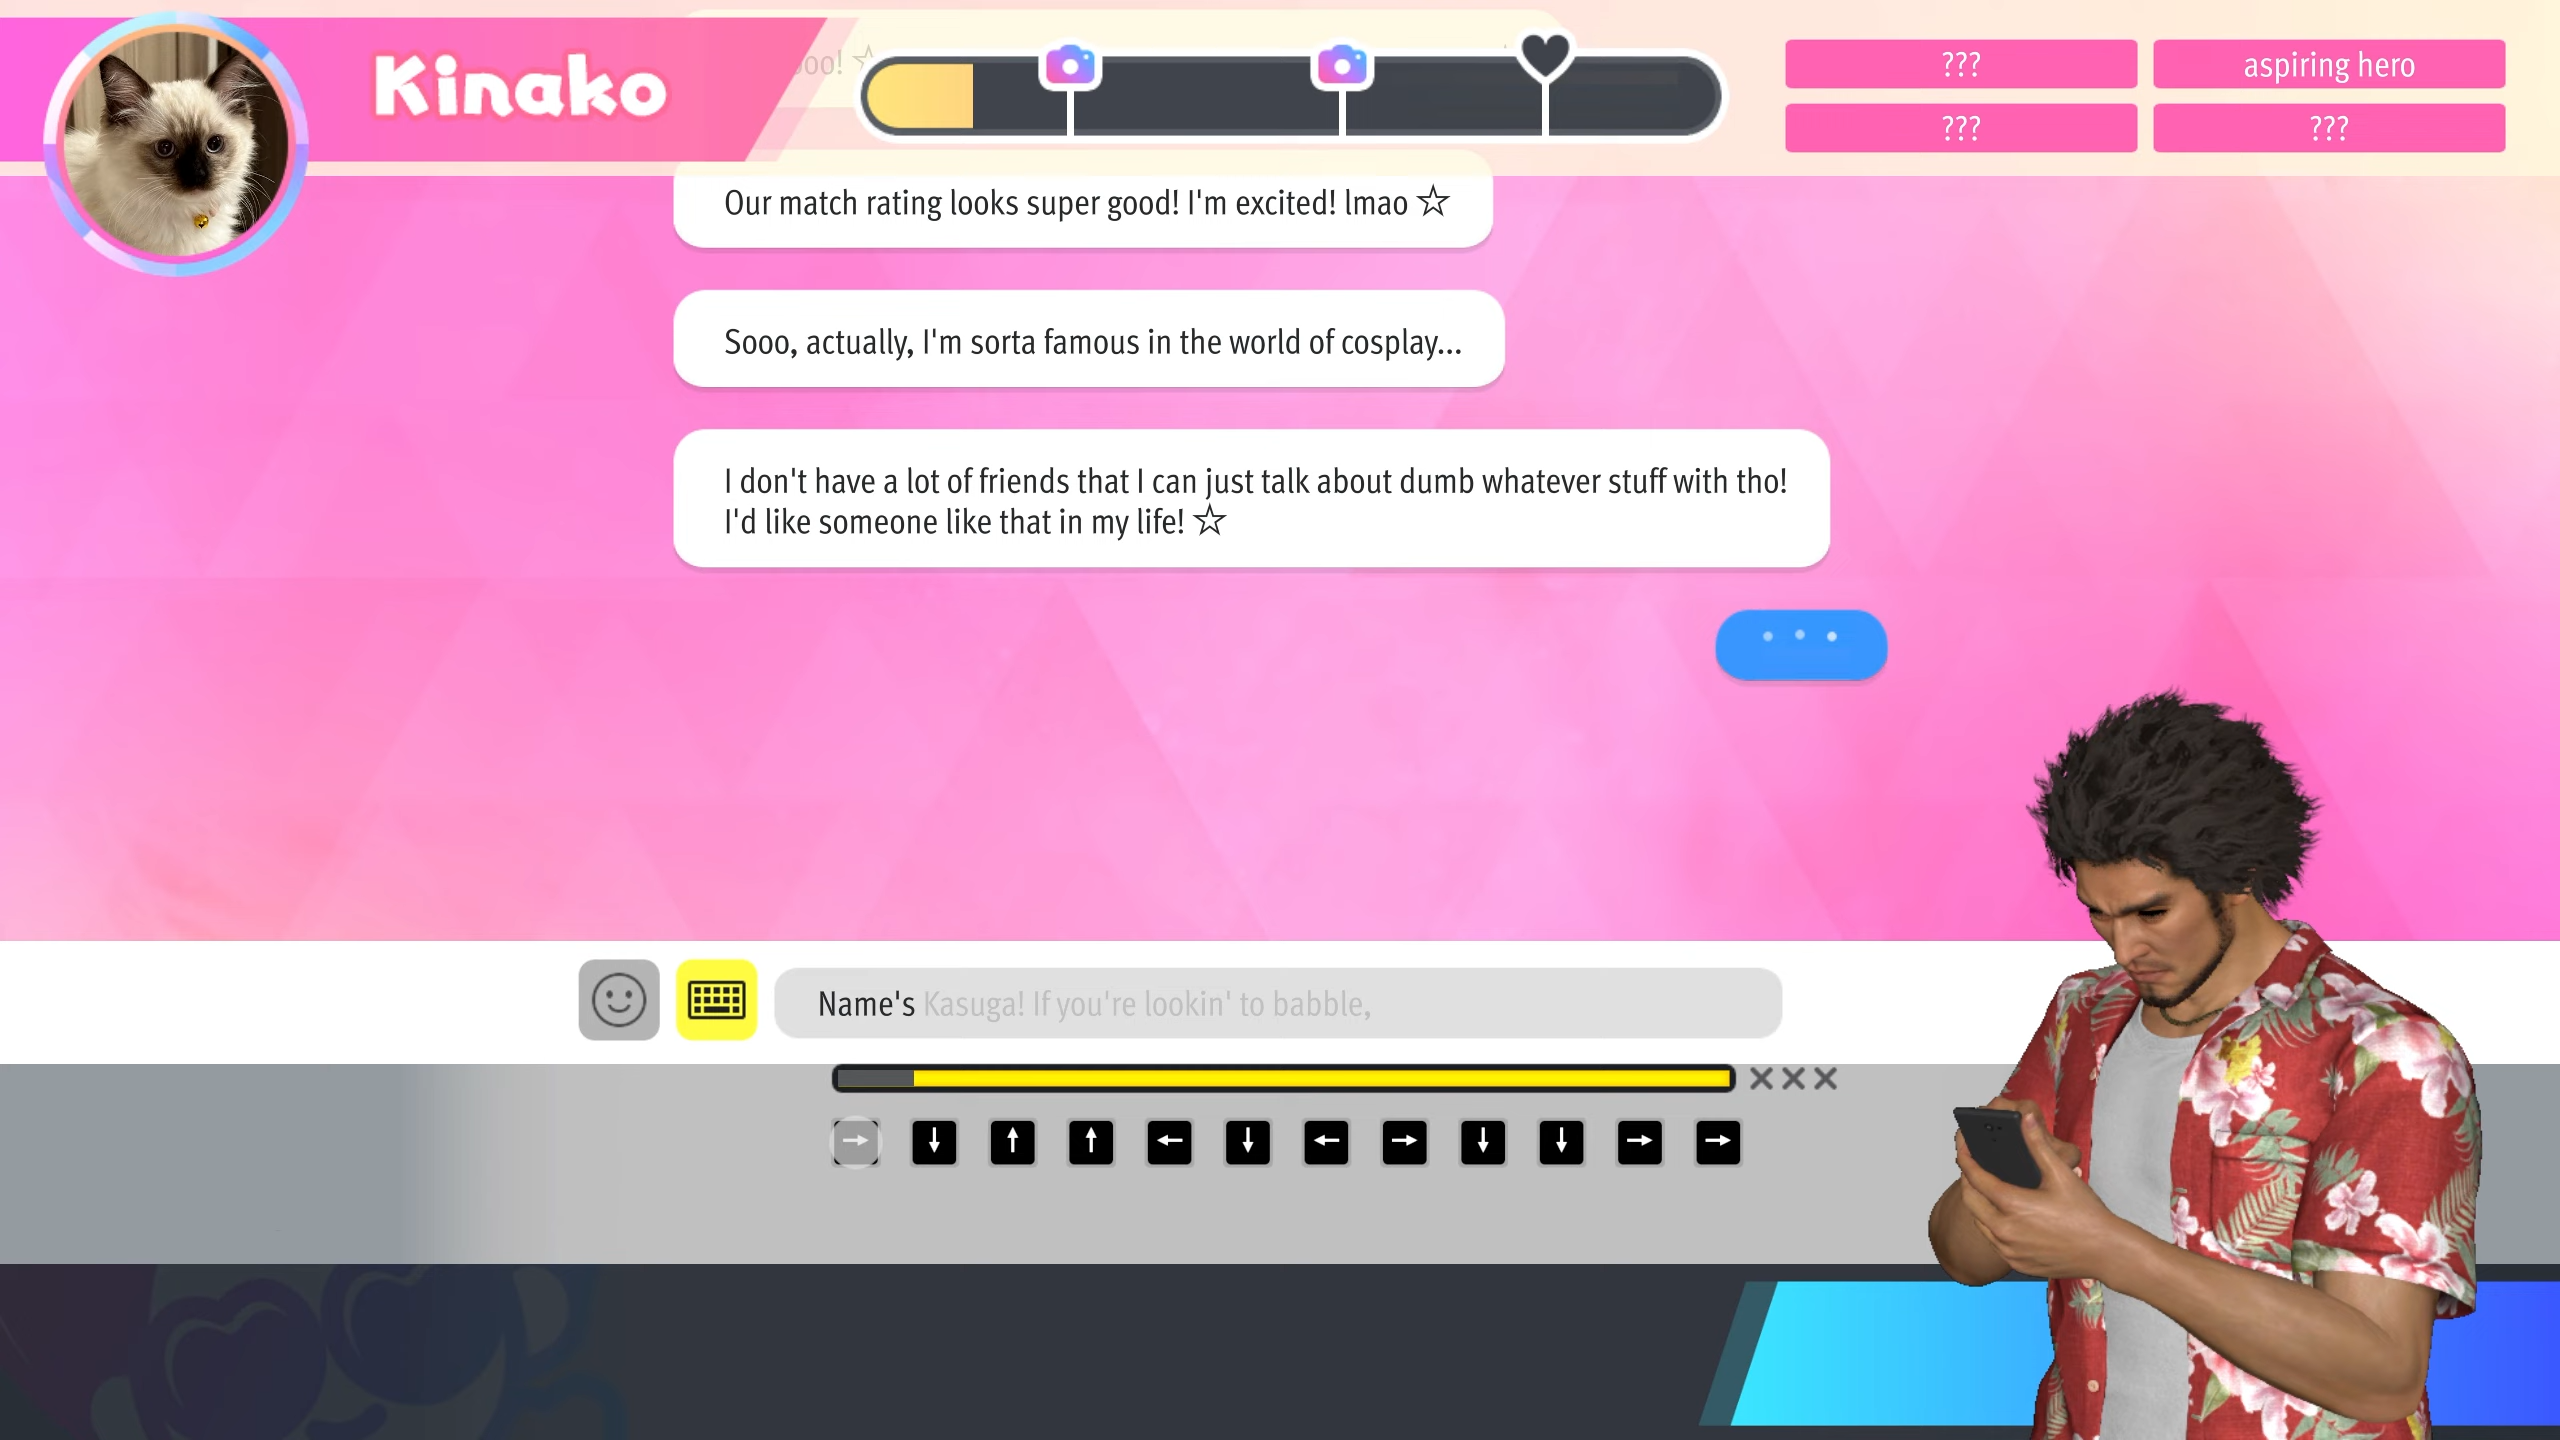 Kinako
ooo! ☆
??? aspiring hero
??? ???
Our match rating looks super good! I'm excited! lmao ☆
Sooo, actually, I'm sorta famous in the world of cosplay...
I don't have a lot of friends that I can just talk about dumb whatever stuff with tho!
I'd like someone like that in my life! ☆
Name's Kasuga! If you're lookin' to babble,